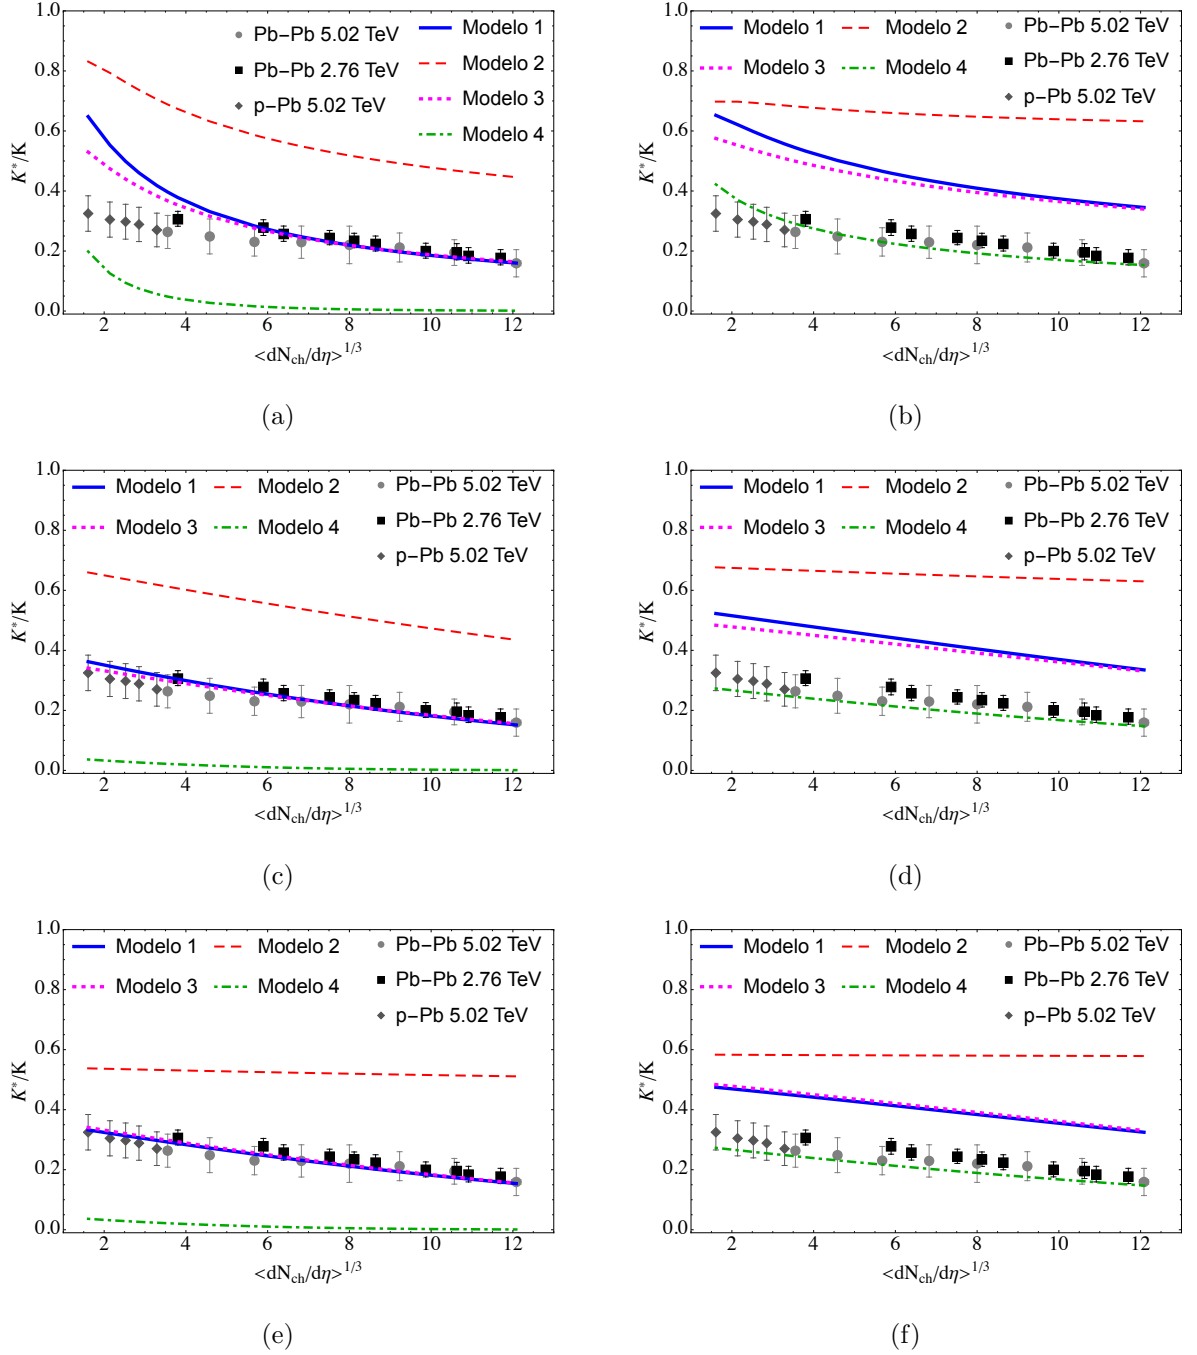 Pb-Pb 5.02 TeV
Pb-Pb 2.76 TeV
p-Pb 5.02 TeV
Modelo 1
Modelo 2
Modelo 3
Modelo 4
1.0
0.8
0.6
0.4
0.2
0.0
K*/K
2 4 6 8 10 12
<dN_ch/dη>^1/3
(a)
Modelo 1 Modelo 2
Modelo 3 Modelo 4
Pb-Pb 5.02 TeV
Pb-Pb 2.76 TeV
p-Pb 5.02 TeV
1.0
0.8
0.6
0.4
0.2
0.0
K*/K
2 4 6 8 10 12
<dN_ch/dη>^1/3
(b)
Modelo 1 Modelo 2
Modelo 3 Modelo 4
Pb-Pb 5.02 TeV
Pb-Pb 2.76 TeV
p-Pb 5.02 TeV
1.0
0.8
0.6
0.4
0.2
0.0
K*/K
2 4 6 8 10 12
<dN_ch/dη>^1/3
(c)
Modelo 1 Modelo 2
Modelo 3 Modelo 4
Pb-Pb 5.02 TeV
Pb-Pb 2.76 TeV
p-Pb 5.02 TeV
1.0
0.8
0.6
0.4
0.2
0.0
K*/K
2 4 6 8 10 12
<dN_ch/dη>^1/3
(d)
Modelo 1 Modelo 2
Modelo 3 Modelo 4
Pb-Pb 5.02 TeV
Pb-Pb 2.76 TeV
p-Pb 5.02 TeV
1.0
0.8
0.6
0.4
0.2
0.0
K*/K
2 4 6 8 10 12
<dN_ch/dη>^1/3
(e)
Modelo 1 Modelo 2
Modelo 3 Modelo 4
Pb-Pb 5.02 TeV
Pb-Pb 2.76 TeV
p-Pb 5.02 TeV
1.0
0.8
0.6
0.4
0.2
0.0
K*/K
2 4 6 8 10 12
<dN_ch/dη>^1/3
(f)